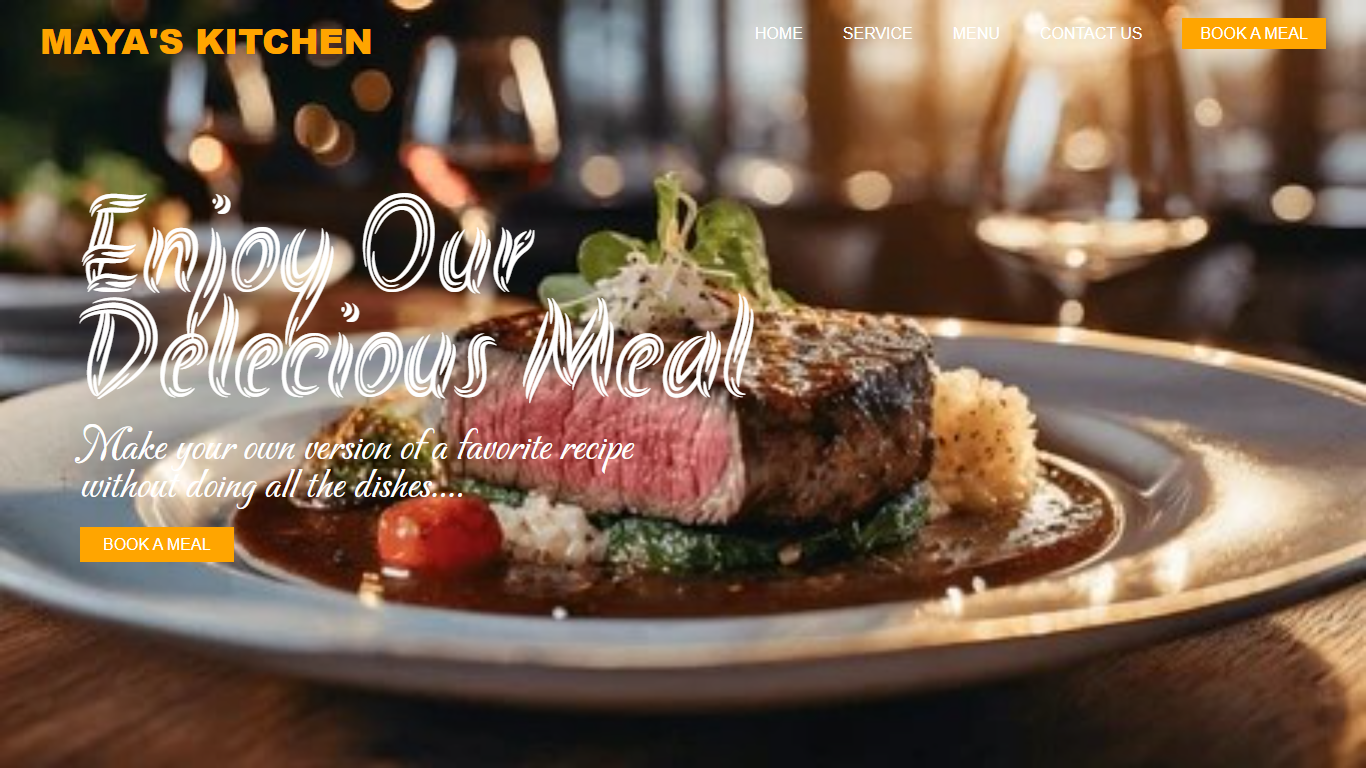 MAYA'S KITCHEN
HOME SERVICE MENU CONTACT US BOOK A MEAL
Enjoy Our
Delecious Meal
Make your own version of a favorite recipe
without doing all the dishes....
BOOK A MEAL